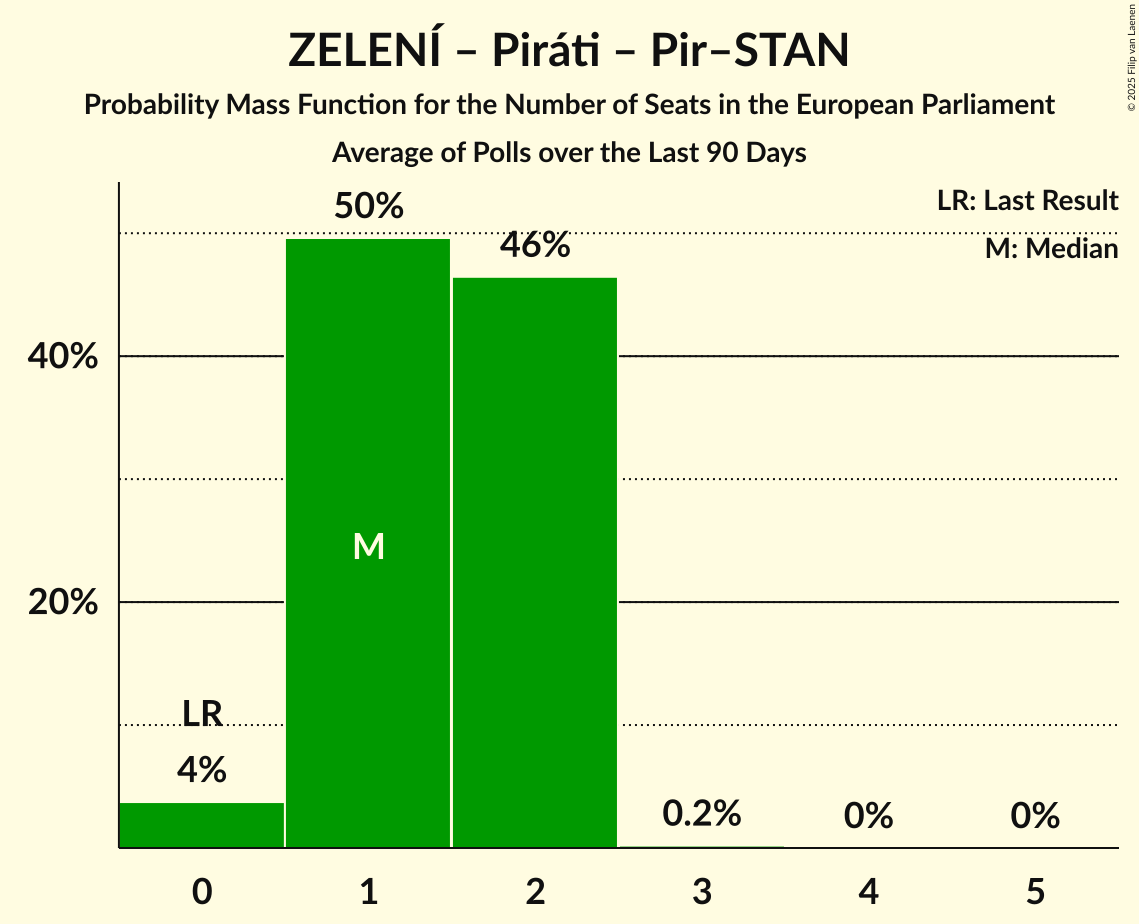 ZELENÍ – Piráti – Pir–STAN
Probability Mass Function for the Number of Seats in the European Parliament
Average of Polls over the Last 90 Days
© 2025 Filip van Laenen
LR: Last Result
M: Median
50%
46%
40%
M
20%
LR
4%
0.2%
0%
0%
0 1 2 3 4 5